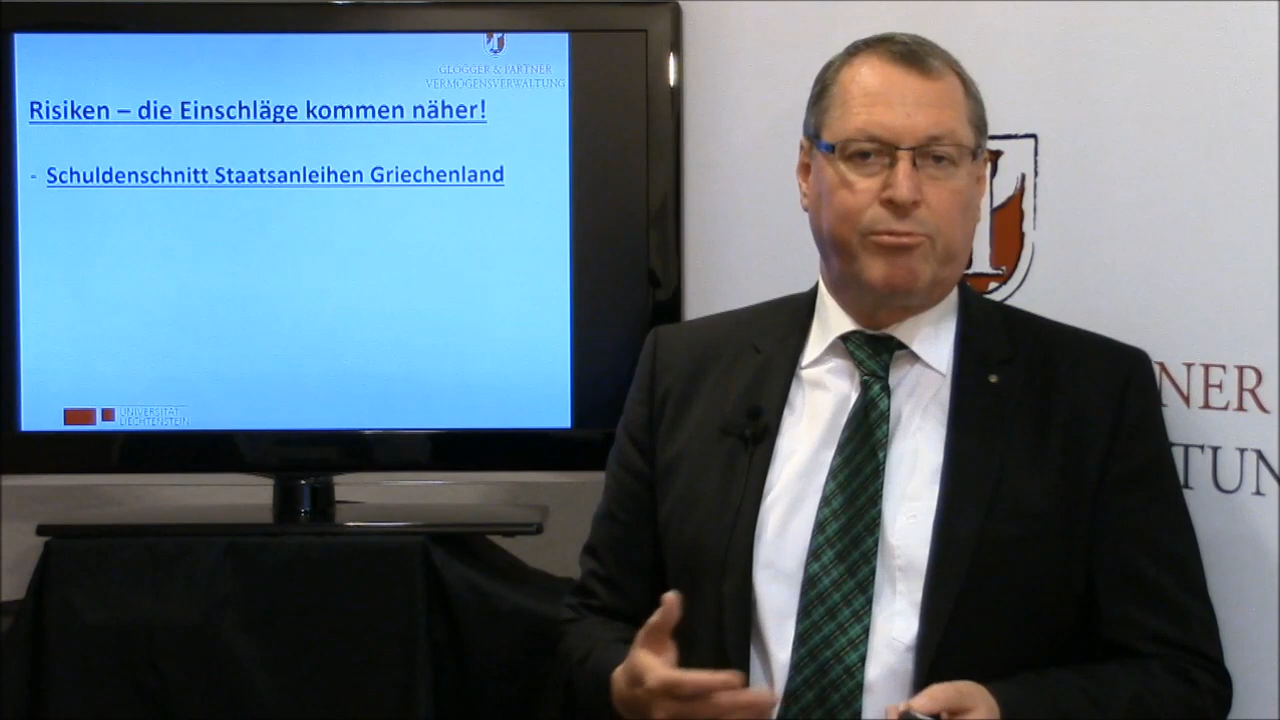 GLOGGER & PARTNER
VERMÖGENSVERWALTUNG
Risiken – die Einschläge kommen näher!
- Schuldenschnitt Staatsanleihen Griechenland
UNIVERSITÄT
LIECHTENSTEIN
NER
TUN